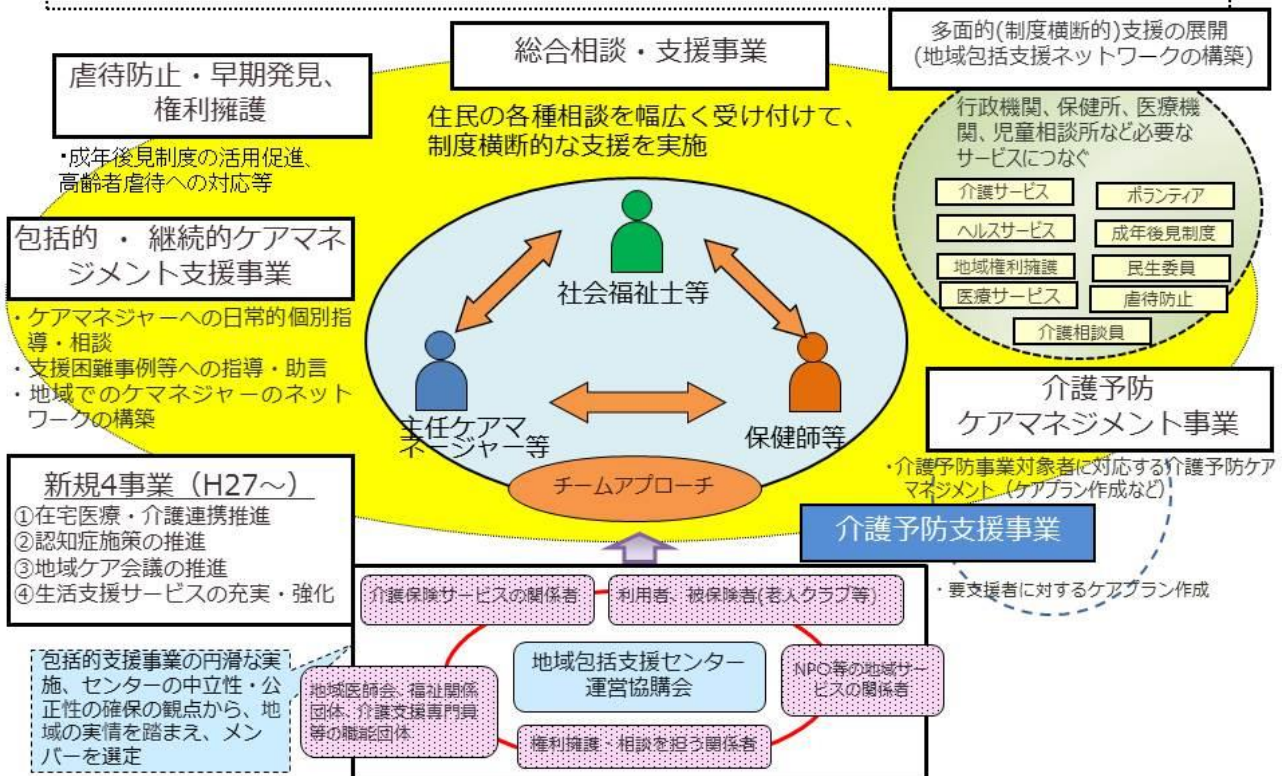 総合相談・支援事業
住民の各種相談を幅広く受け付けて、
制度横断的な支援を実施
虐待防止・早期発見、
権利擁護
・成年後見制度の活用促進、
高齢者虐待への対応等
多面的(制度横断的)支援の展開
(地域包括支援ネットワークの構築)
行政機関、保健所、医療機
関、児童相談所など必要な
サービスにつなぐ
介護サービス
ボランティア
ヘルスサービス
成年後見制度
地域権利擁護
民生委員
医療サービス
虐待防止
介護相談員
包括的 ・ 継続的ケアマネ
ジメント支援事業
・ケアマネジャーへの日常的個別指
導・相談
・支援困難事例等への指導・助言
・地域でのケマネジャーのネット
ワークの構築
社会福祉士等
主任ケアマ
ネージャー等
保健師等
チームアプローチ
介護予防
ケアマネジメント事業
・介護予防事業対象者に対応する介護予防ケア
マネジメント（ケアプラン作成など）
介護予防支援事業
・要支援者に対するケアプラン作成
新規4事業（H27～）
①在宅医療・介護連携推進
②認知症施策の推進
③地域ケア会議の推進
④生活支援サービスの充実・強化
介護保険サービスの関係者
利用者、被保険者(老人クラブ等)
地域包括支援センター
運営協購会
NPO等の地域サー
ビスの関係者
地域医師会、福祉関係
団体、介護支援専門員
等の職能団体
権利擁護・相談を担う関係者
包括的支援事業の円滑な実
施、センターの中立性・公
正性の確保の観点から、地
域の実情を踏まえ、メン
バーを選定